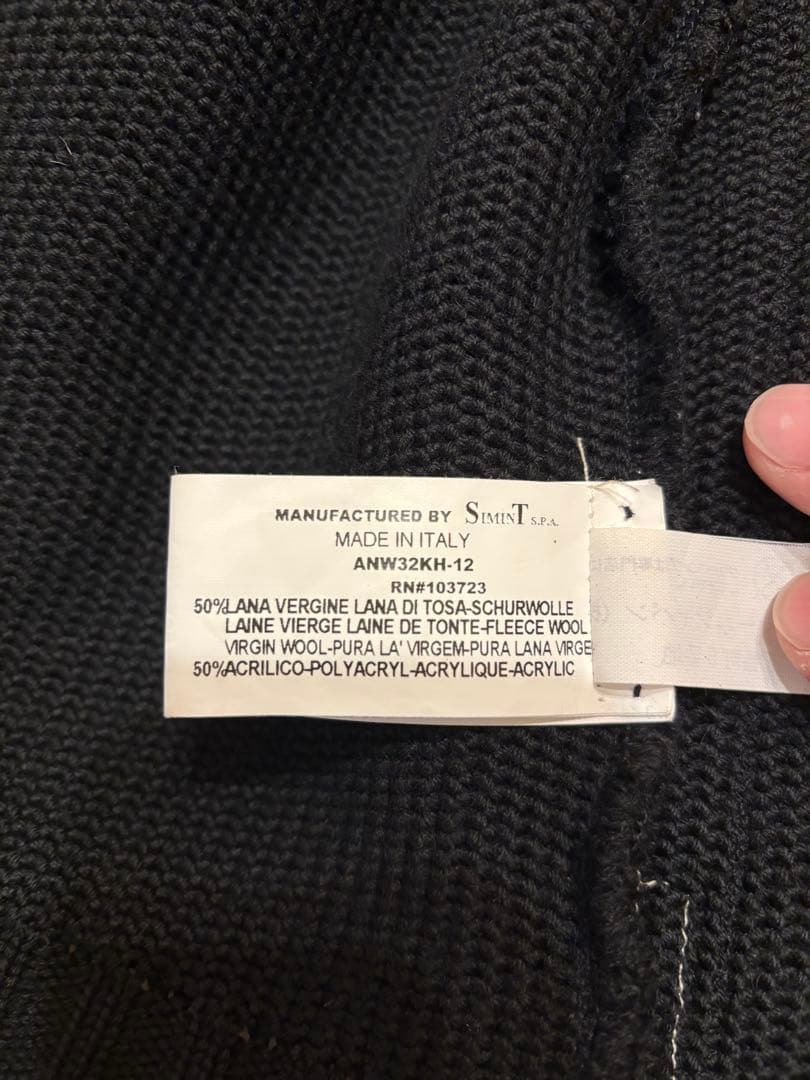 MANUFACTURED BY SIMINT S.P.A.
MADE IN ITALY
ANW32KH-12
RN#103723
50%LANA VERGINE LANA DI TOSA-SCHURWOLLE
LAINE VIERGE LAINE DE TONTE-FLEECE WOOL
VIRGIN WOOL-PURA LA' VIRGEM-PURA LANA VIRGE
50%ACRILICO-POLYACRYL-ACRYLIQUE-ACRYLIC